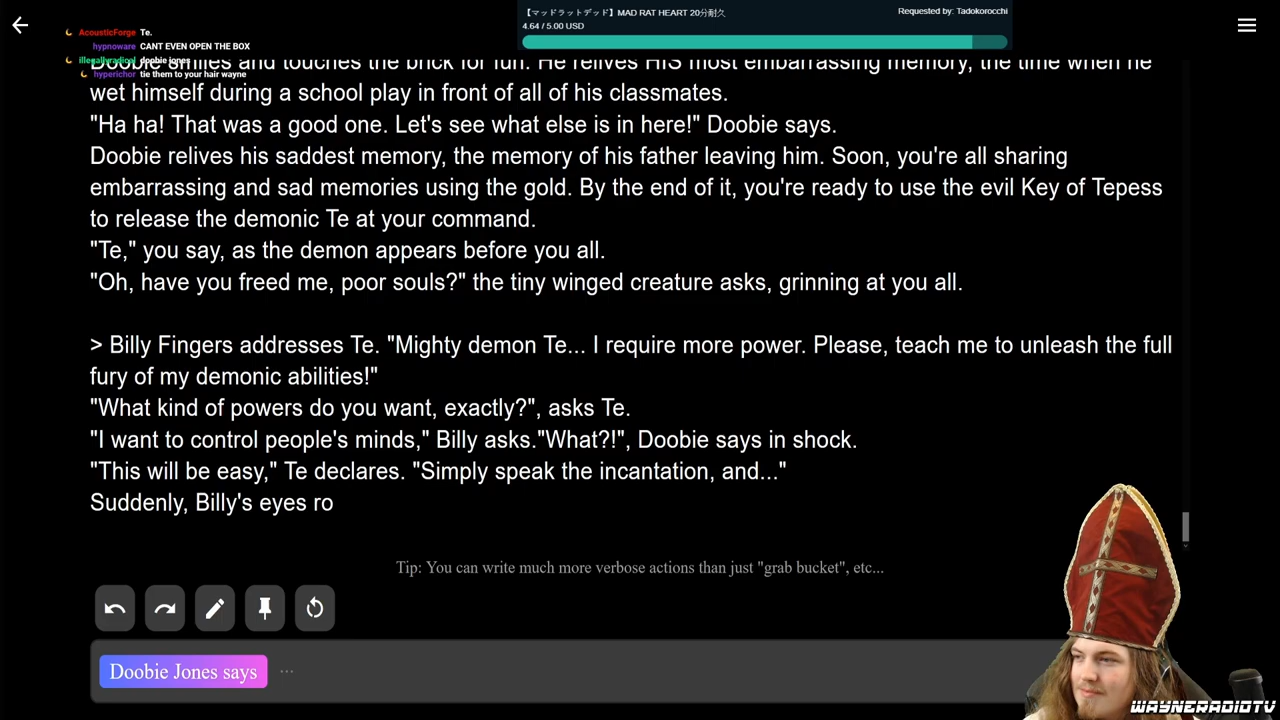 【マッドラットデッド】MAD RAT HEART 20分耐久
Requested by: Tadokorocchi
4.64 / 5.00 USD
AcousticForge Te.
hypnoware CANT EVEN OPEN THE BOX
illegallyradical doobie jones
hyperichor tie them to your hair wayne
Doobie smiles and touches the brick for fun. He relives HIS most embarrassing memory, the time when he
wet himself during a school play in front of all of his classmates.
"Ha ha! That was a good one. Let's see what else is in here!" Doobie says.
Doobie relives his saddest memory, the memory of his father leaving him. Soon, you're all sharing
embarrassing and sad memories using the gold. By the end of it, you're ready to use the evil Key of Tepess
to release the demonic Te at your command.
"Te," you say, as the demon appears before you all.
"Oh, have you freed me, poor souls?" the tiny winged creature asks, grinning at you all.
> Billy Fingers addresses Te. "Mighty demon Te... I require more power. Please, teach me to unleash the full
fury of my demonic abilities!"
"What kind of powers do you want, exactly?", asks Te.
"I want to control people's minds," Billy asks."What?!", Doobie says in shock.
"This will be easy," Te declares. "Simply speak the incantation, and..."
Suddenly, Billy's eyes ro
Tip: You can write much more verbose actions than just "grab bucket", etc...
Doobie Jones says ...
WAYNERADIOTV